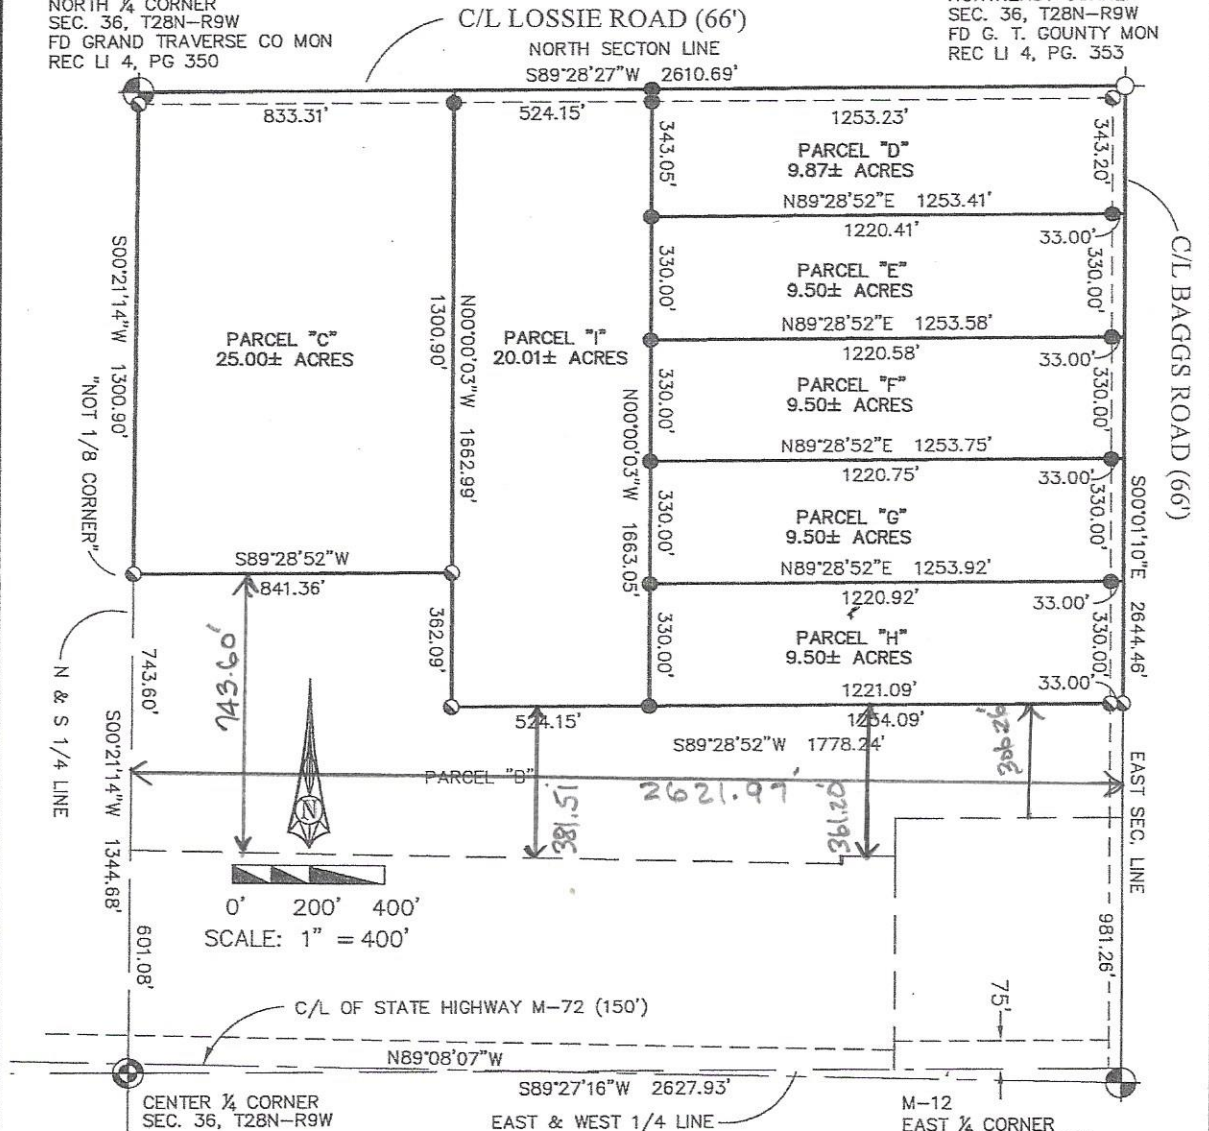 NORTH ¼ CORNER
SEC. 36, T28N-R9W
FD GRAND TRAVERSE CO MON
REC LI 4, PG 350
C/L LOSSIE ROAD (66')
NORTH SECTON LINE
S89°28'27"W 2610.69'
SEC. 36, T28N-R9W
FD G. T. GOUNTY MON
REC LI 4, PG. 353
833.31'
524.15'
1253.23'
343.05'
343.20'
PARCEL "D"
9.87± ACRES
N89°28'52"E 1253.41'
1220.41'
33.00'
C/L BAGGS ROAD (66')
S00°21'14"W 1300.90'
"NOT 1/8 CORNER"
PARCEL "C"
25.00± ACRES
1300.90'
N00°00'03"W 1662.99'
PARCEL "I"
20.01± ACRES
N00°00'03"W 1663.05'
330.00'
PARCEL "E"
9.50± ACRES
330.00'
N89°28'52"E 1253.58'
1220.58'
33.00'
330.00'
PARCEL "F"
9.50± ACRES
330.00'
N89°28'52"E 1253.75'
1220.75'
33.00'
330.00'
PARCEL "G"
9.50± ACRES
330.00'
N89°28'52"E 1253.92'
1220.92'
33.00'
330.00'
PARCEL "H"
9.50± ACRES
330.00'
S00°01'10"E 2644.46'
1221.09'
33.00'
S89°28'52"W
841.36'
362.09'
524.15'
1254.09'
S89°28'52"W 1778.24'
N & S 1/4 LINE
743.60'
S00°21'14"W 1344.68'
743.60'
PARCEL "B"
381.51'
2621.97'
361.20'
EAST SEC. LINE
N
0' 200' 400'
SCALE: 1" = 400'
601.08'
981.26'
75'
C/L OF STATE HIGHWAY M-72 (150')
N89°08'07"W
S89°27'16"W 2627.93'
CENTER ¼ CORNER
SEC. 36, T28N-R9W
EAST & WEST 1/4 LINE
M-12
EAST ¼ CORNER